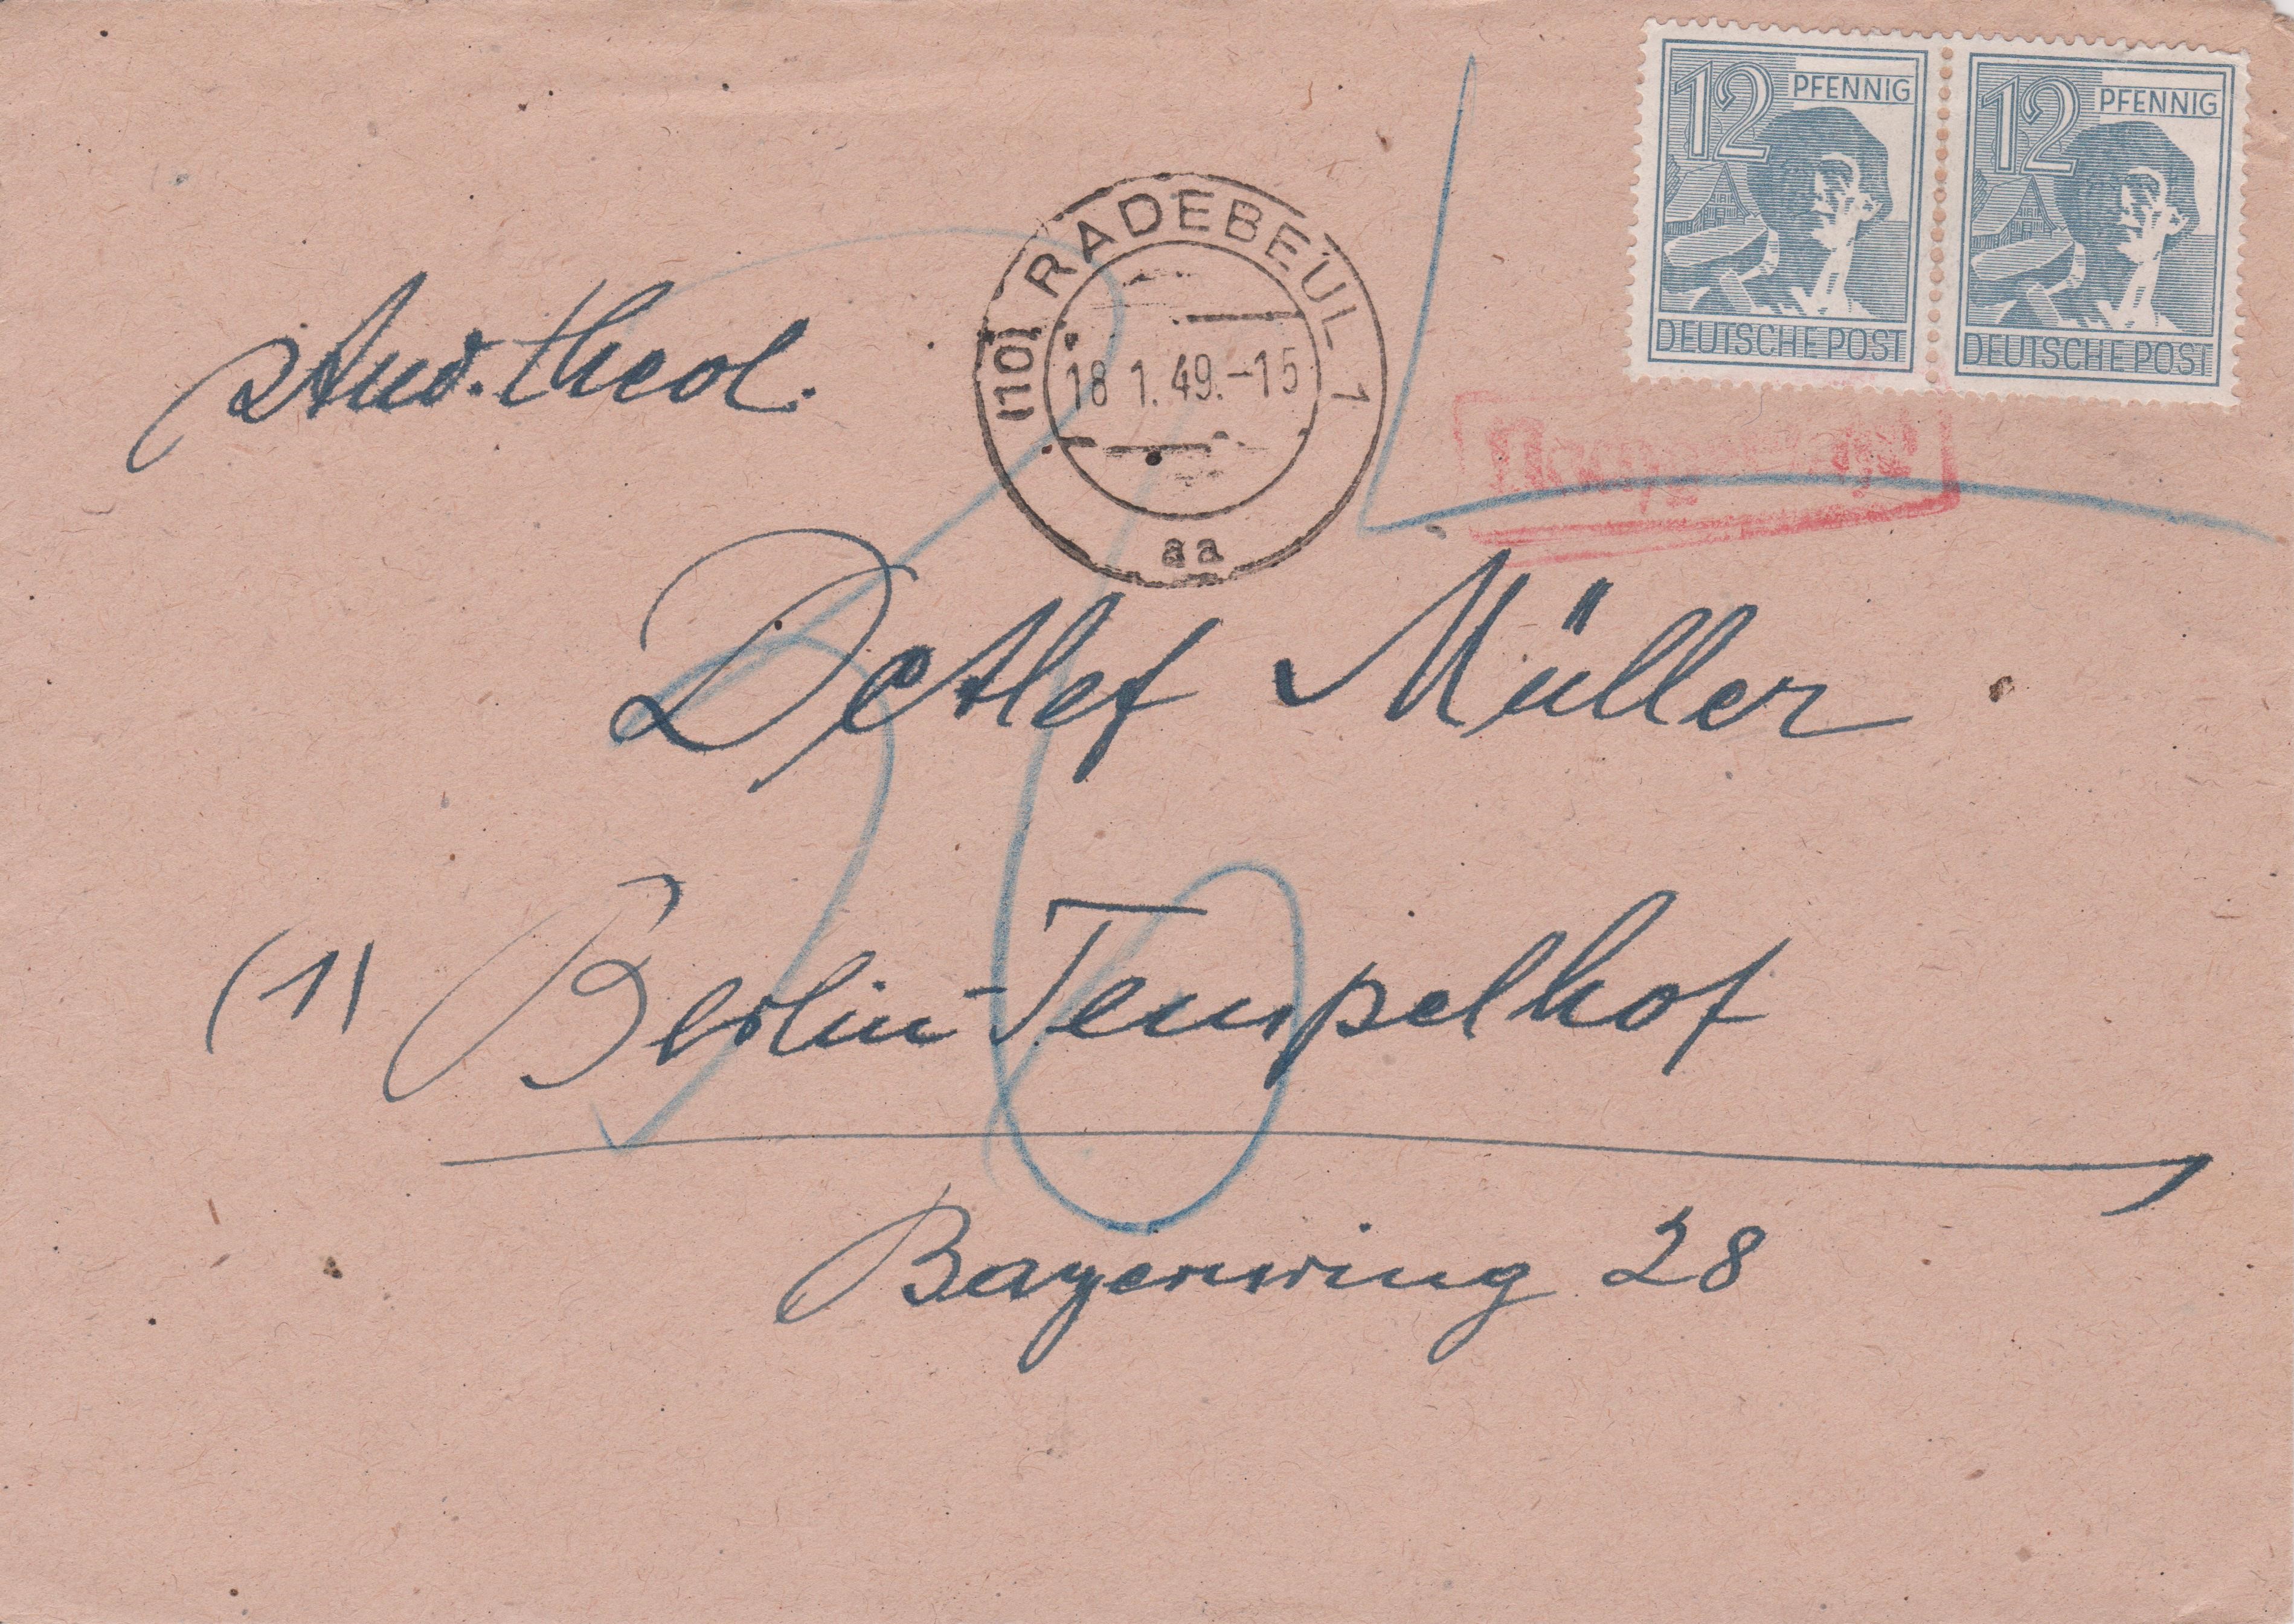 12 PFENNIG
DEUTSCHE POST
12 PFENNIG
DEUTSCHE POST
(10) RADEBEUL 1
18 1.49.-15
aa
Stud. theol.
Detlef Müller
(1) Berlin-Tempelhof
Bayernring 28